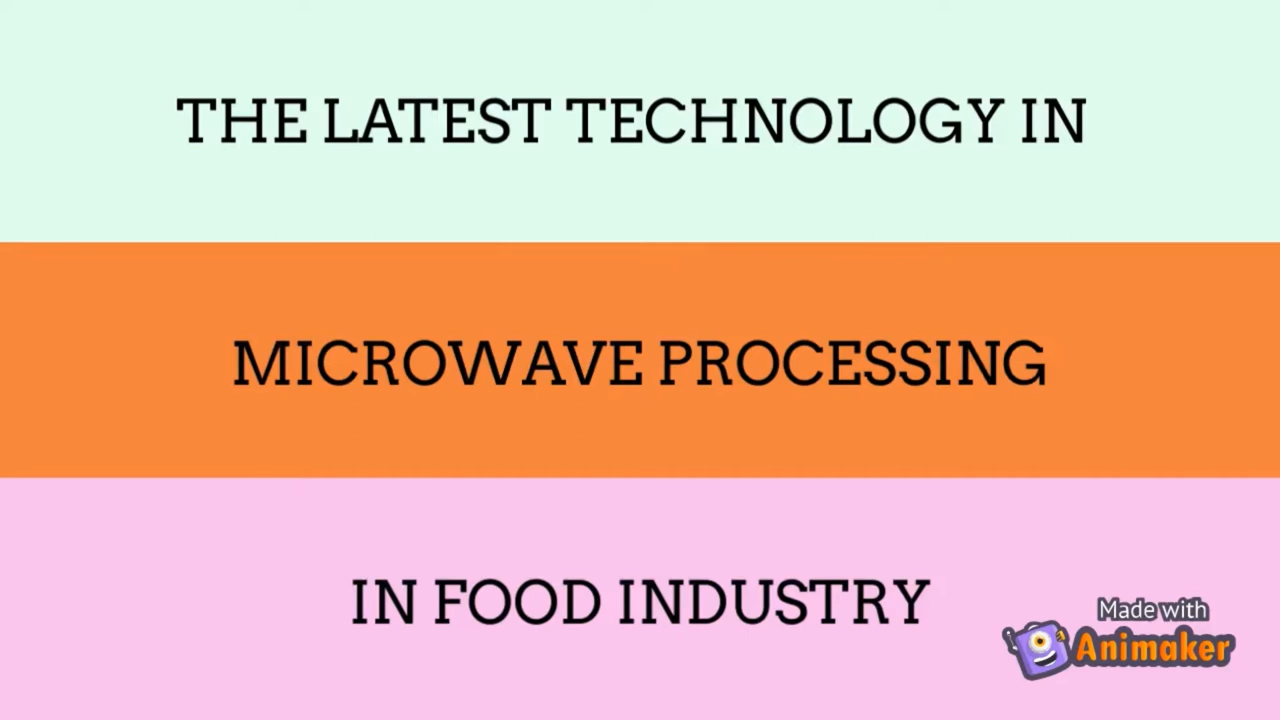 THE LATEST TECHNOLOGY IN
MICROWAVE PROCESSING
IN FOOD INDUSTRY
Made with
Animaker